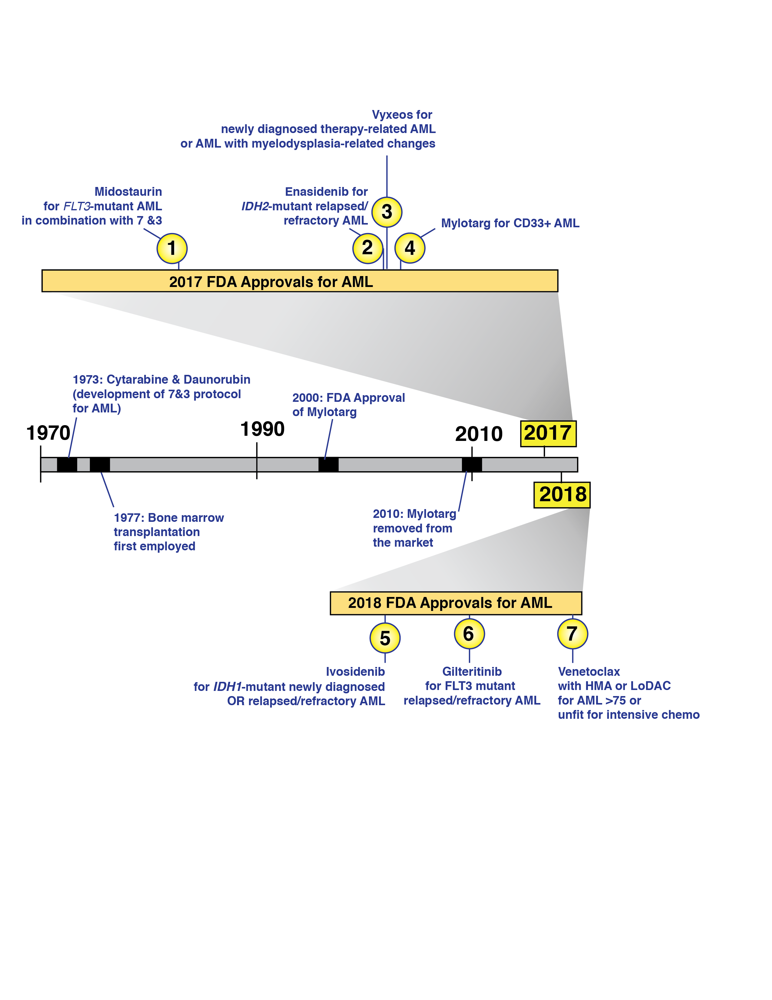 Vyxeos for
newly diagnosed therapy-related AML
or AML with myelodysplasia-related changes
Midostaurin
for FLT3-mutant AML
in combination with 7 &3
Enasidenib for
IDH2-mutant relapsed/
refractory AML
3
Mylotarg for CD33+ AML
1
2
4
2017 FDA Approvals for AML
1973: Cytarabine & Daunorubin
(development of 7&3 protocol
for AML)
2000: FDA Approval
of Mylotarg
1970
1990
2010
2017
2018
1977: Bone marrow
transplantation
first employed
2010: Mylotarg
removed from
the market
2018 FDA Approvals for AML
5
6
7
Ivosidenib
for IDH1-mutant newly diagnosed
OR relapsed/refractory AML
Gilteritinib
for FLT3 mutant
relapsed/refractory AML
Venetoclax
with HMA or LoDAC
for AML >75 or
unfit for intensive chemo